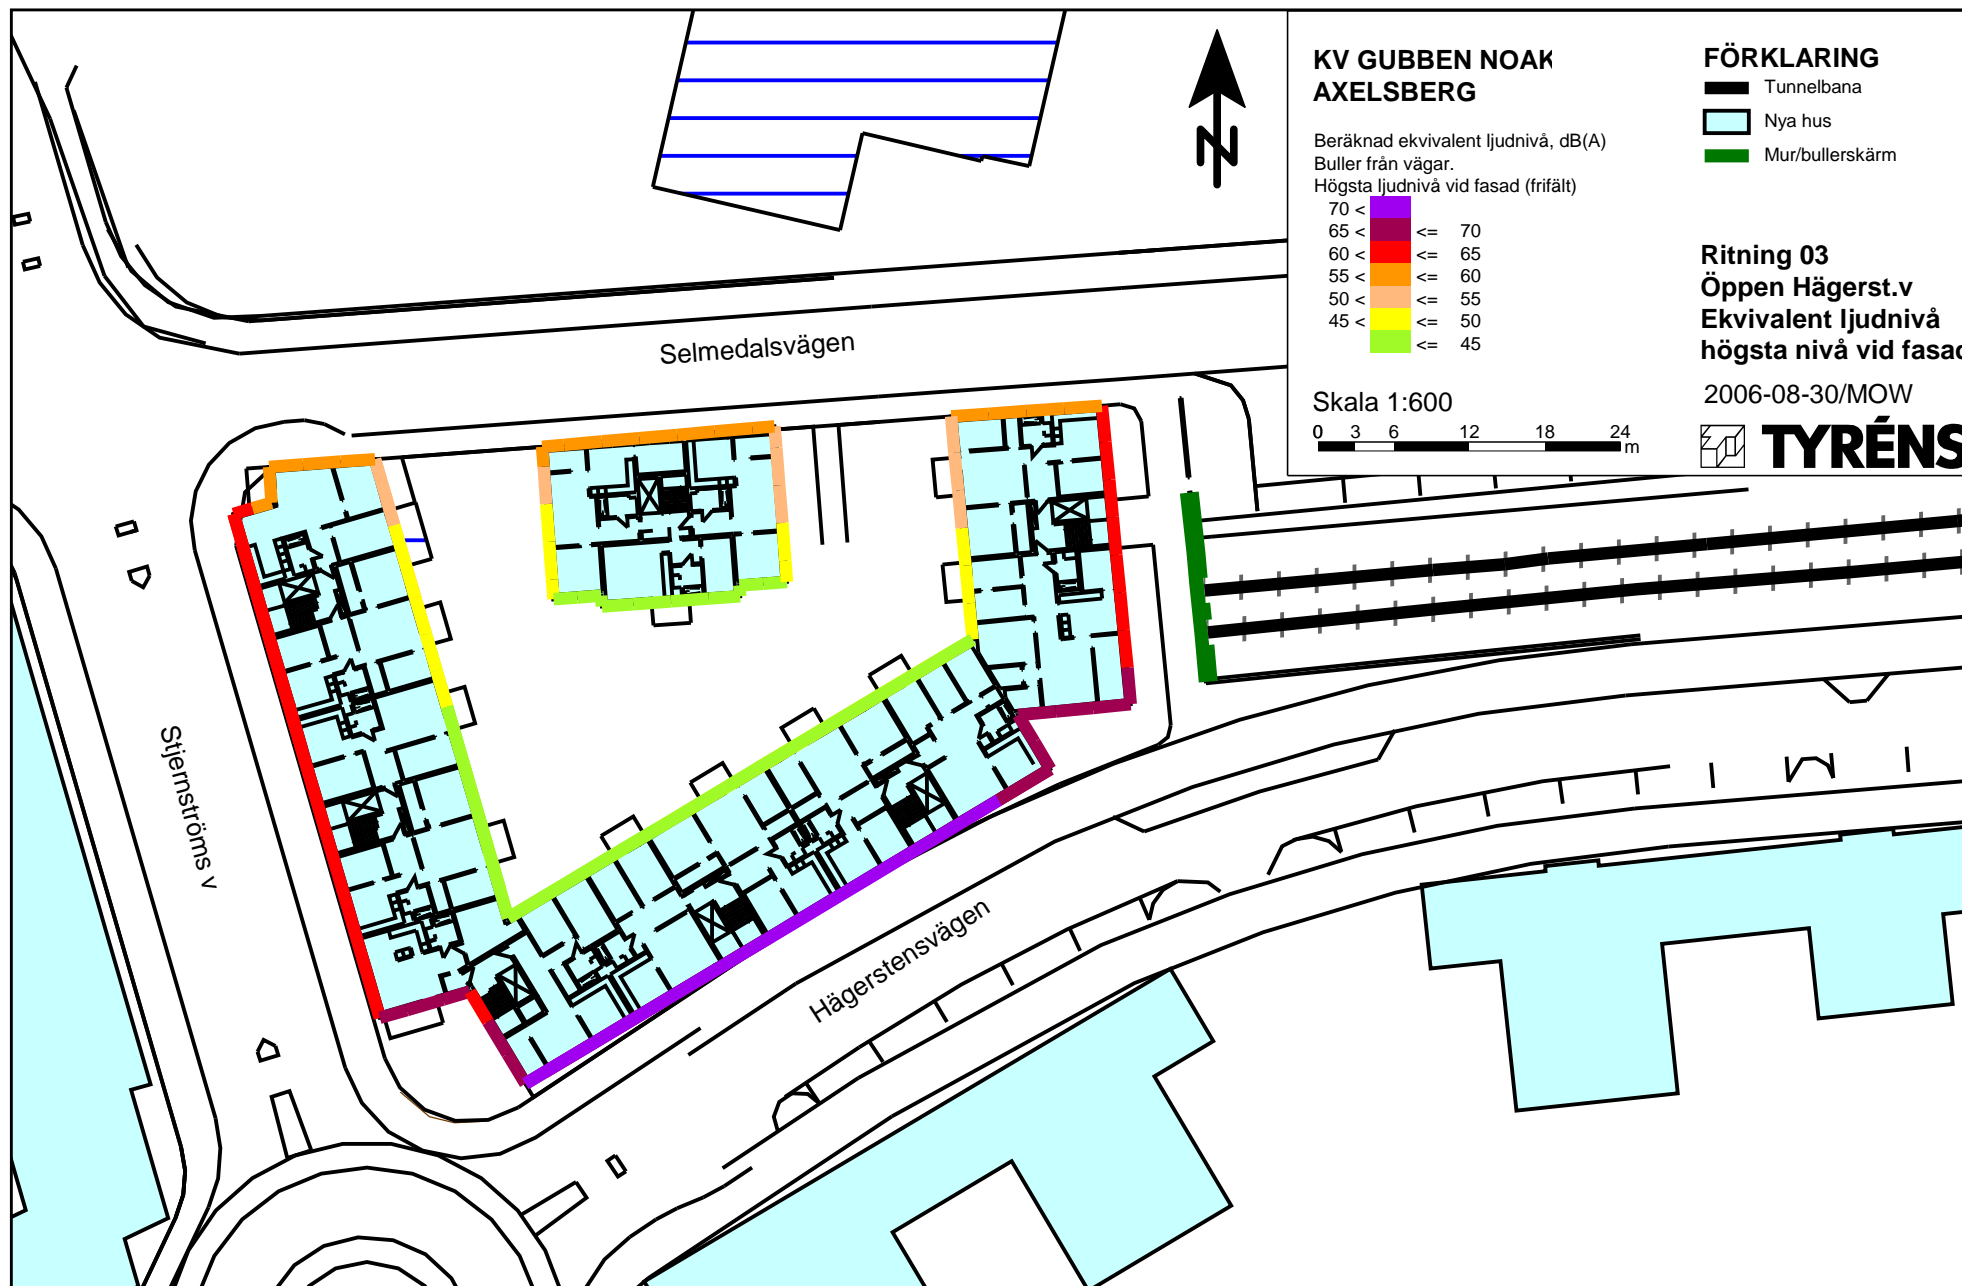 KV GUBBEN NOAK
AXELSBERG
Beräknad ekvivalent ljudnivå, dB(A)
Buller från vägar.
Högsta ljudnivå vid fasad (frifält)
70 <
65 < <= 70
60 < <= 65
55 < <= 60
50 < <= 55
45 < <= 50
<= 45
Skala 1:600
0 3 6 12 18 24
m
FÖRKLARING
Tunnelbana
Nya hus
Mur/bullerskärm
Ritning 03
Öppen Hägerst.v
Ekvivalent ljudnivå
högsta nivå vid fasad
2006-08-30/MOW
TYRÉNS
N
Selmedalsvägen
Stjernströms v
Hägerstensvägen